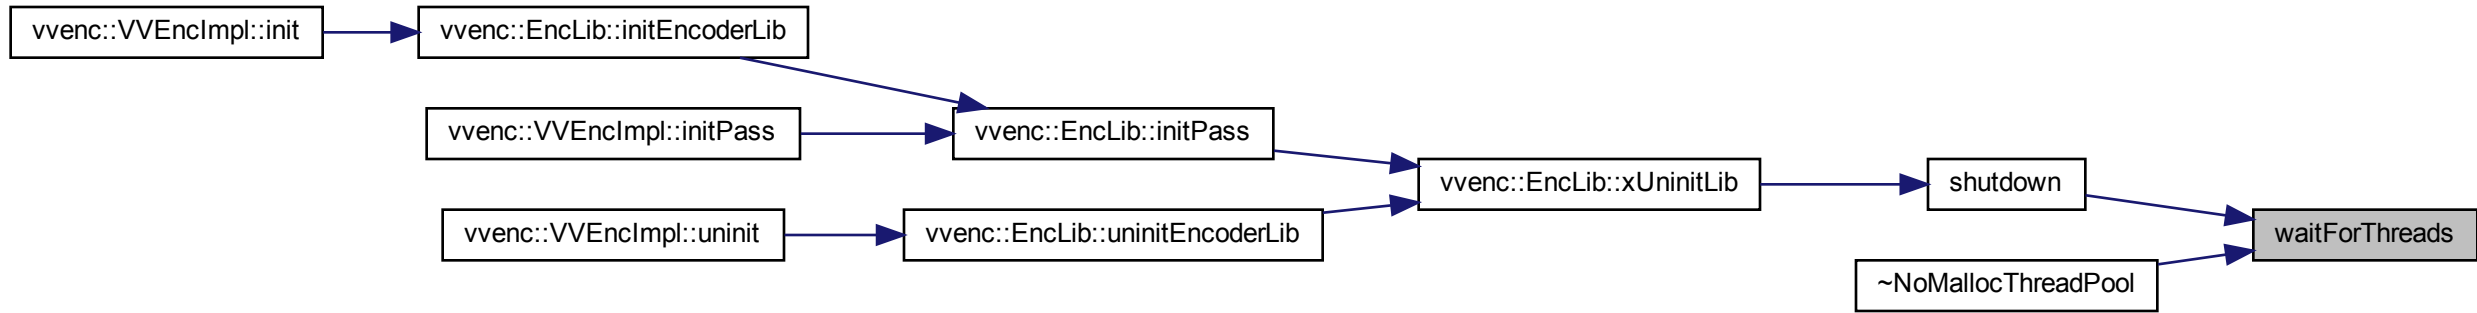 vvenc::VVEncImpl::init
vvenc::EncLib::initEncoderLib
vvenc::VVEncImpl::initPass
vvenc::EncLib::initPass
vvenc::EncLib::xUninitLib
shutdown
vvenc::VVEncImpl::uninit
vvenc::EncLib::uninitEncoderLib
waitForThreads
~NoMallocThreadPool